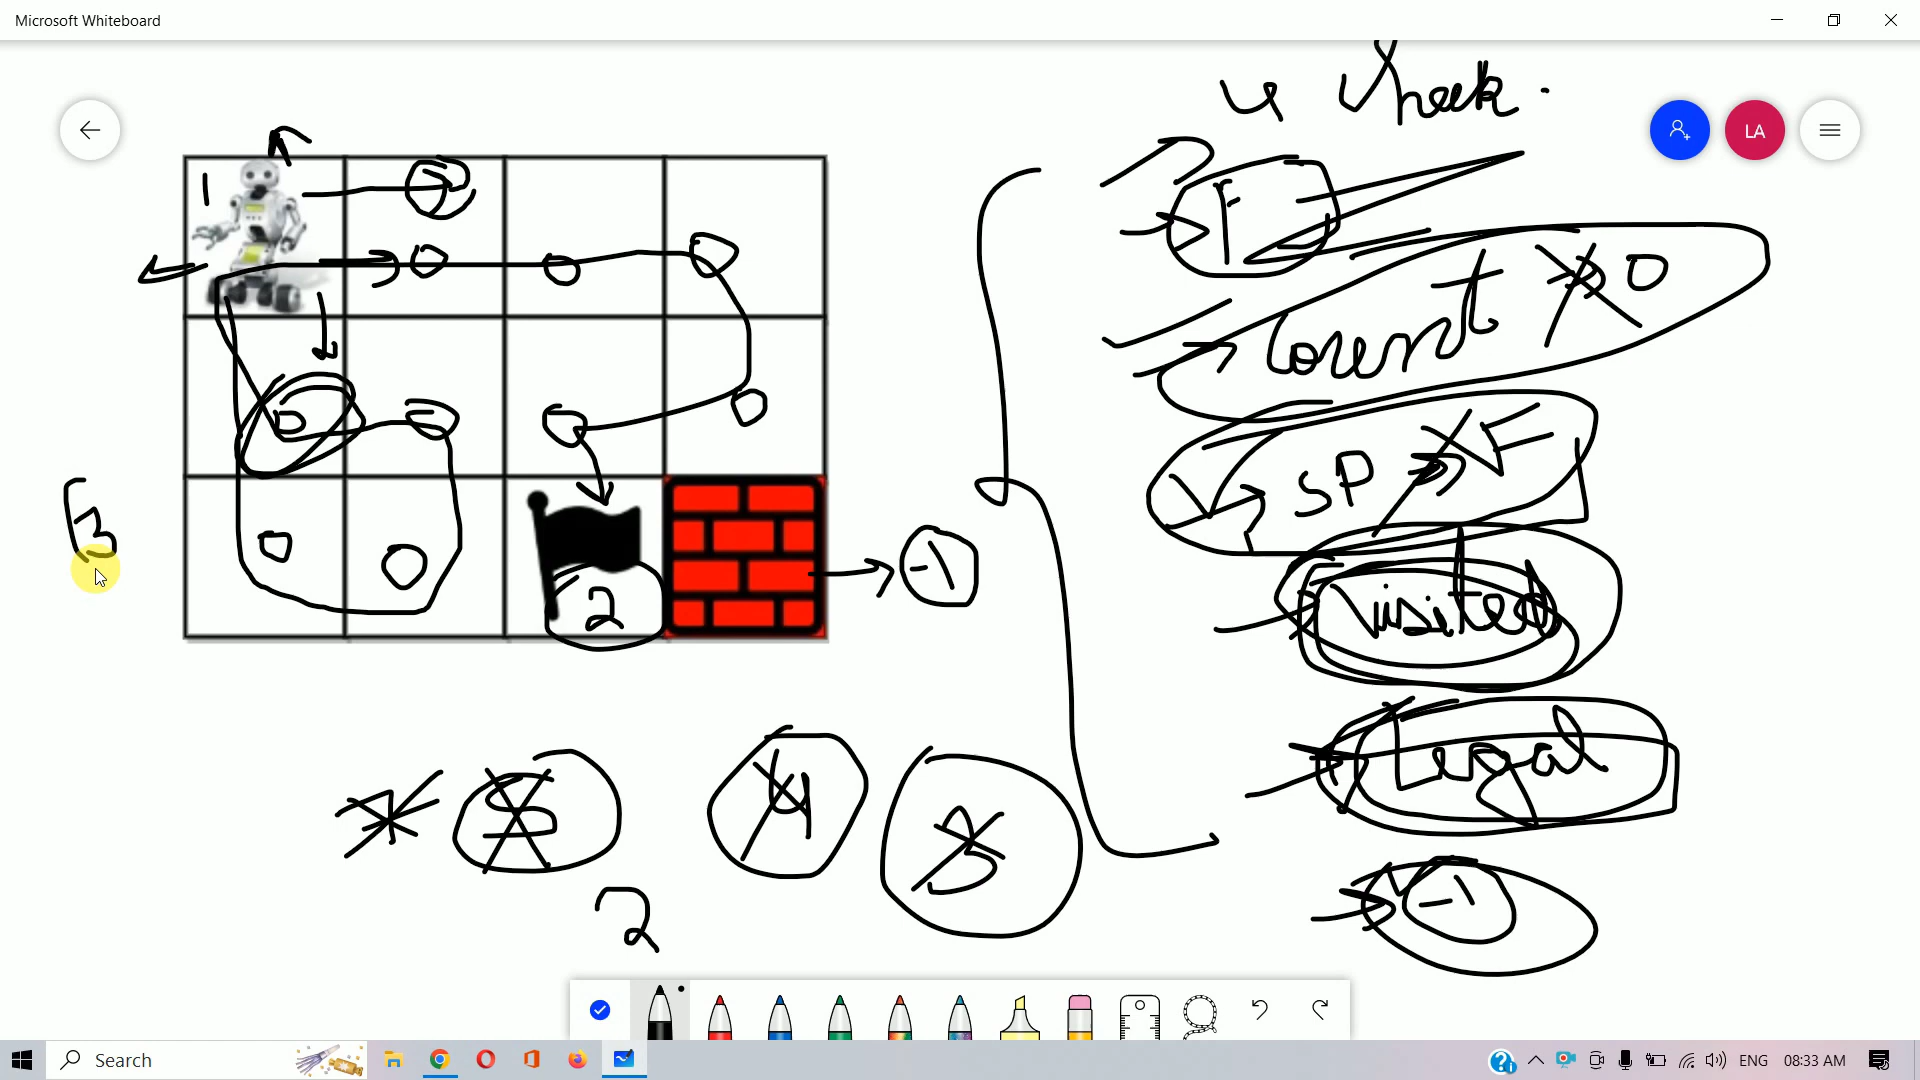 Microsoft Whiteboard
LA
4 check.
1
F
Count 0
SP F
3
2
-1
visited
Legal
2
-1
Search
ENG
08:33 AM